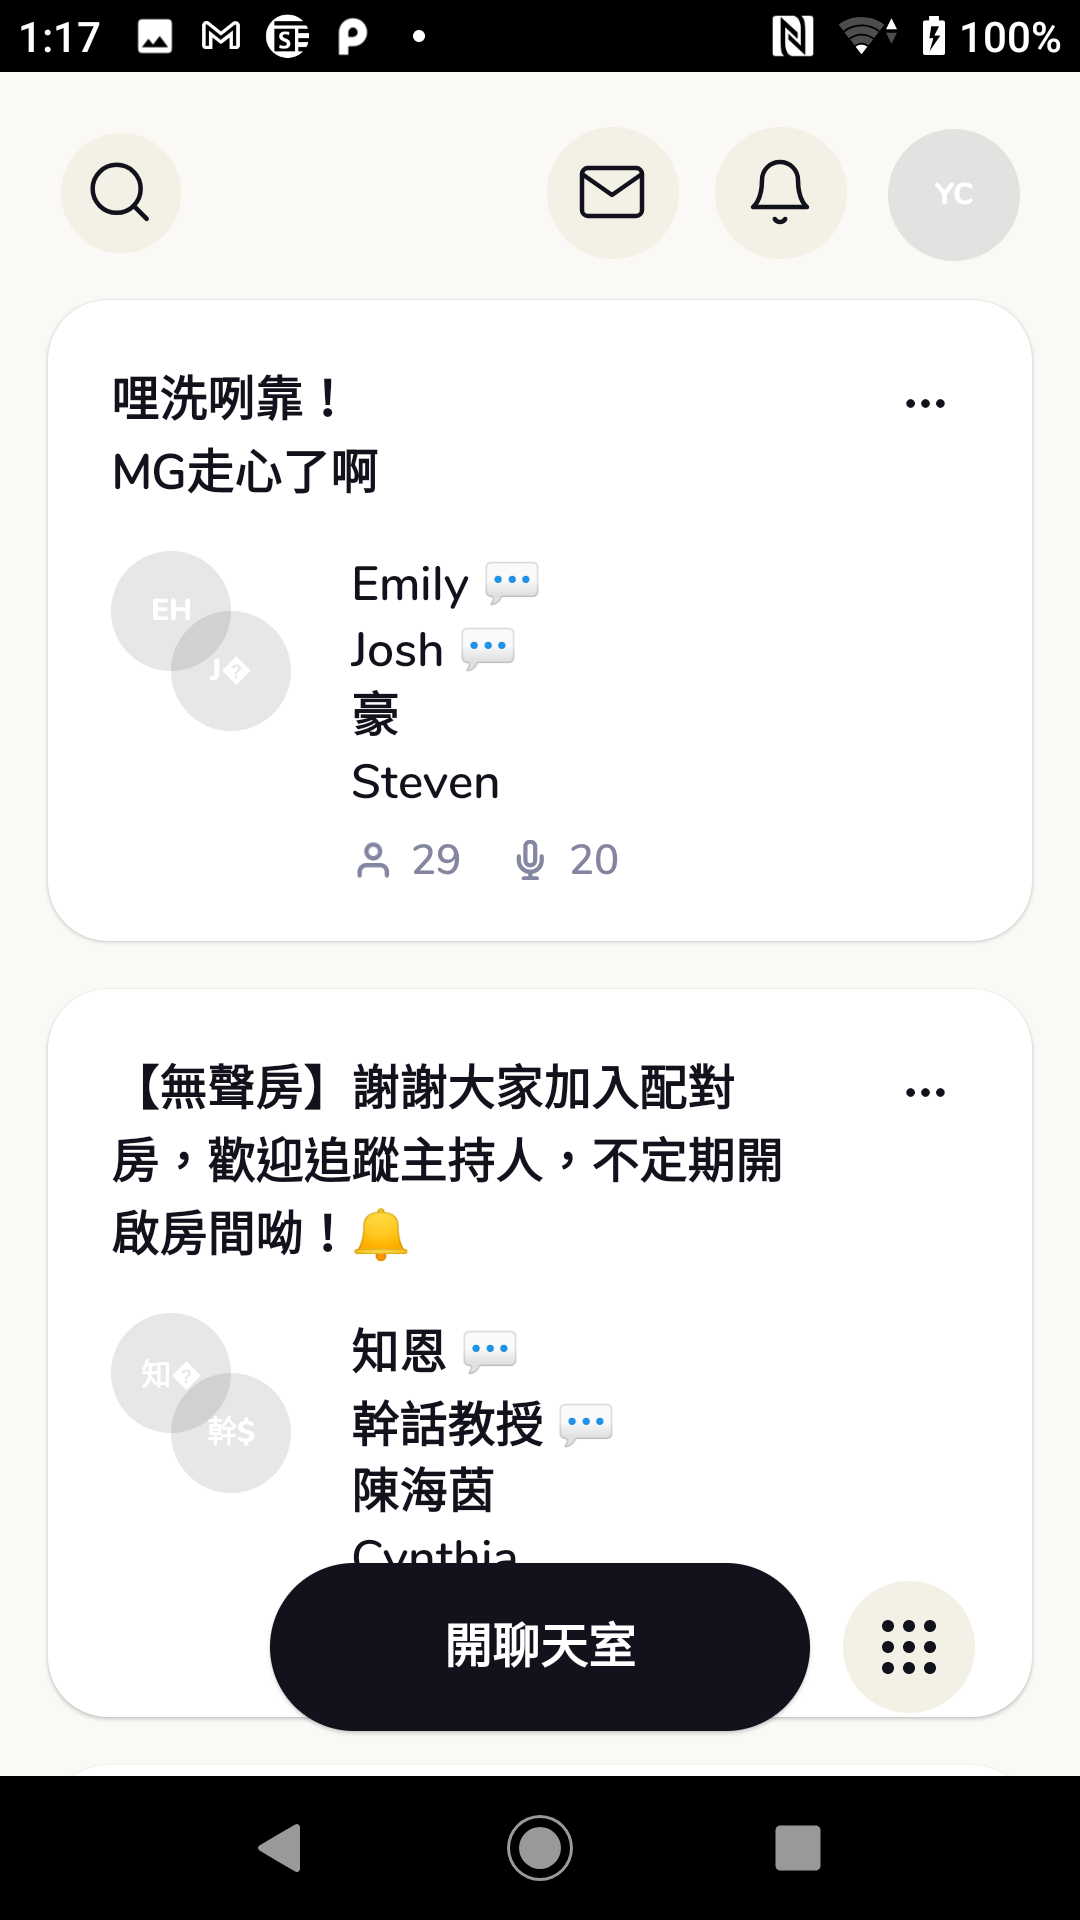 1:17
100%
YC
哩洗咧靠！
MG走心了啊
EH
J�
Emily 💬
Josh 💬
豪
Steven
29 20
【無聲房】謝謝大家加入配對
房，歡迎追蹤主持人，不定期開
啟房間呦！🔔
知�
幹$
知恩 💬
幹話教授 💬
陳海茵
Cynthia
開聊天室